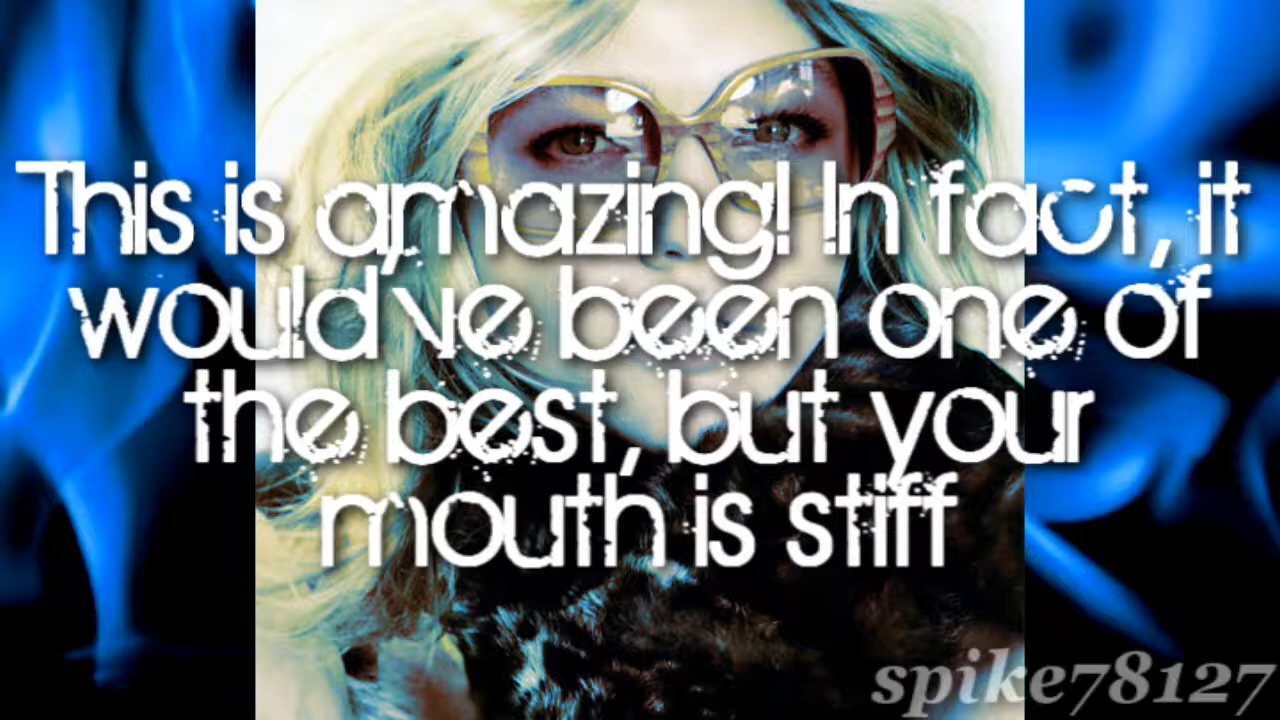 This is amazing! In fact, it
would've been one of
the best, but your
mouth is stiff
spike78127